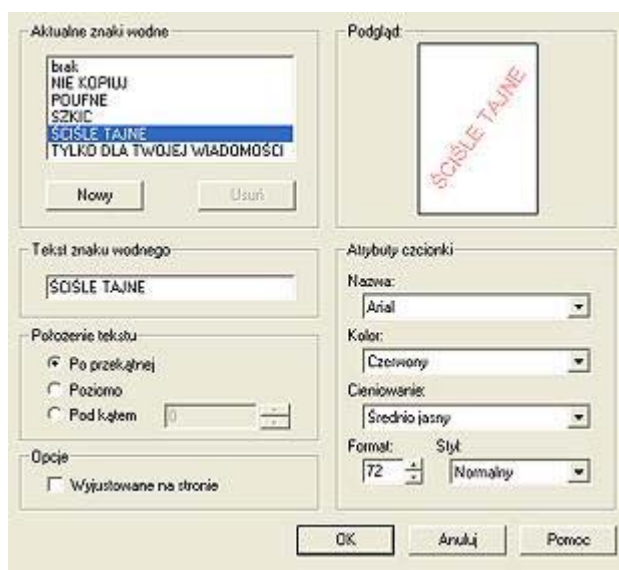 Aktualne znaki wodne
brak
NIE KOPIUJ
POUFNE
SZKIC
ŚCIŚLE TAJNE
TYLKO DLA TWOJEJ WIADOMOŚCI
Nowy
Usuń
Podgląd:
ŚCIŚLE TAJNE
Tekst znaku wodnego
ŚCIŚLE TAJNE
Położenie tekstu
Po przekątnej
Poziomo
Pod kątem 0
Opcje
Wyjustowane na stronie
Atrybuty czcionki
Nazwa:
Arial
Kolor:
Czerwony
Cieniowanie:
Średnio jasny
Format: Styl:
72 Normalny
OK Anuluj Pomoc